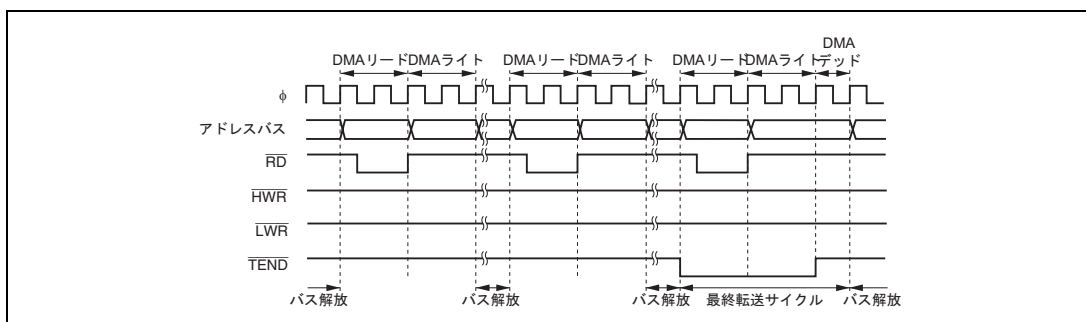 DMA
DMAリード DMAライト DMAリード DMAライト DMAリード DMAライト デッド
φ
アドレスバス
RD
HWR
LWR
TEND
バス解放 バス解放 バス解放 最終転送サイクル バス解放